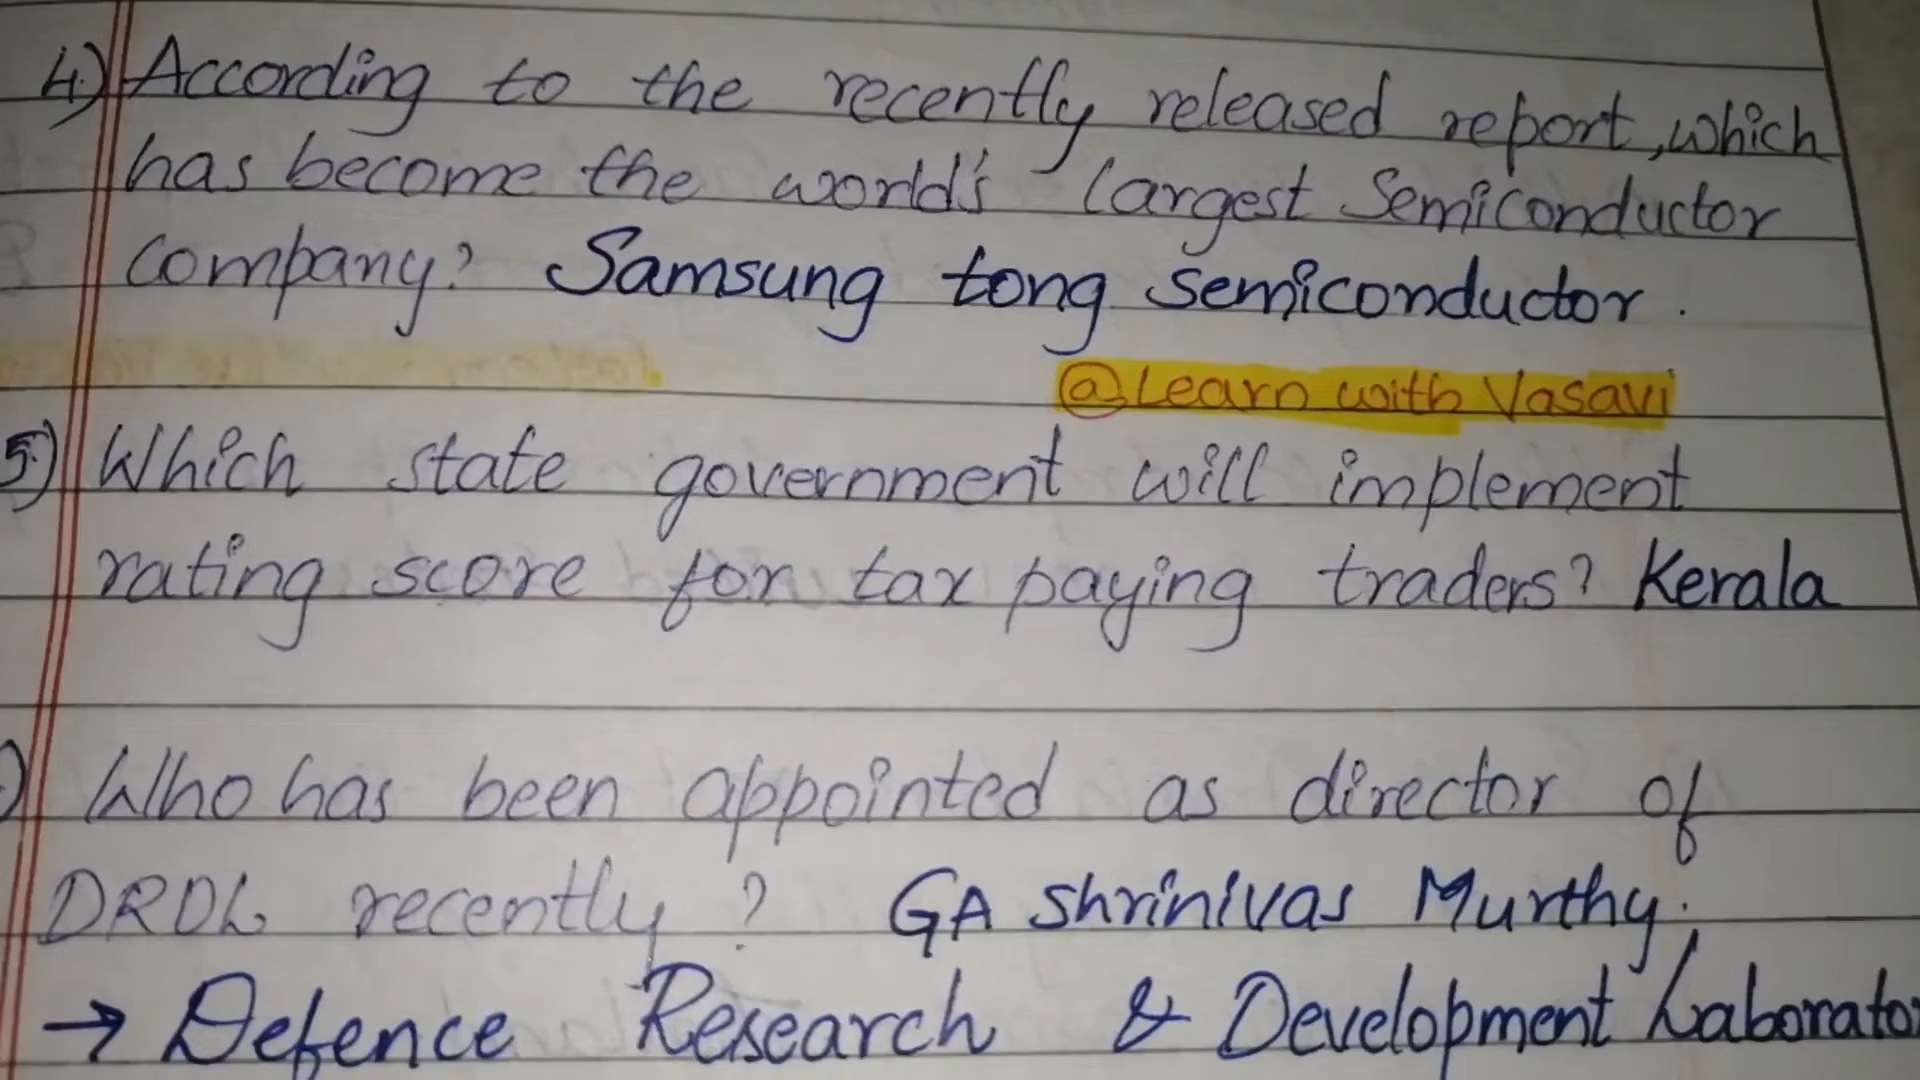 4.) According to the recently released report, which
has become the world's largest Semiconductor
company? Samsung tong Semiconductor.
@Learn with Vasavi
5.) Which state government will implement
rating score for tax paying traders? Kerala
) Who has been appointed as director of
DRDL recently? GA Shrinivas Murthy.
→ Defence Research & Development Laborator